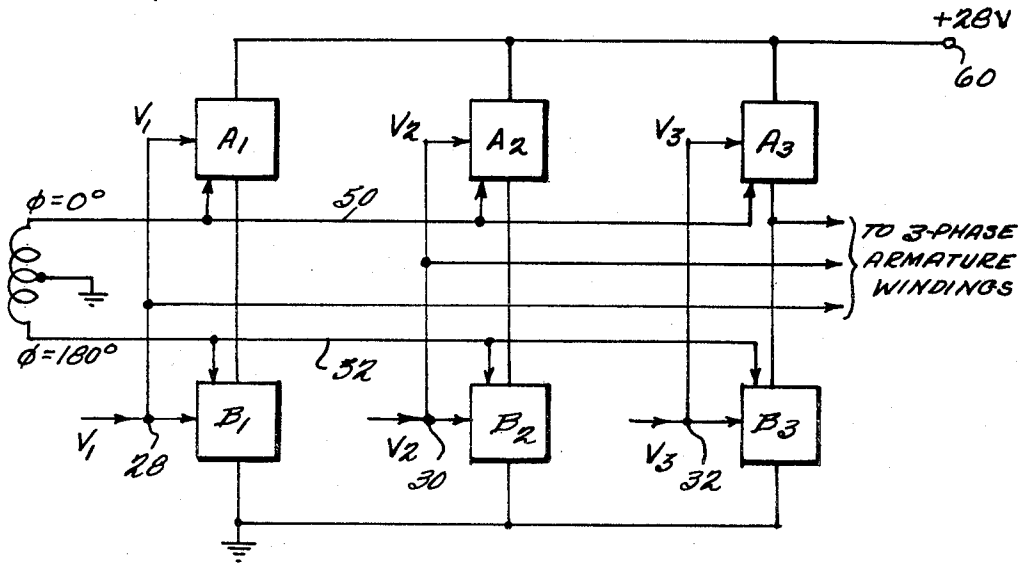 +28V
60
V1
A1
V2
A2
V3
A3
φ=0°
50
TO 3-PHASE
ARMATURE
WINDINGS
φ=180°
52
V1
28
B1
V2
30
B2
V3
32
B3